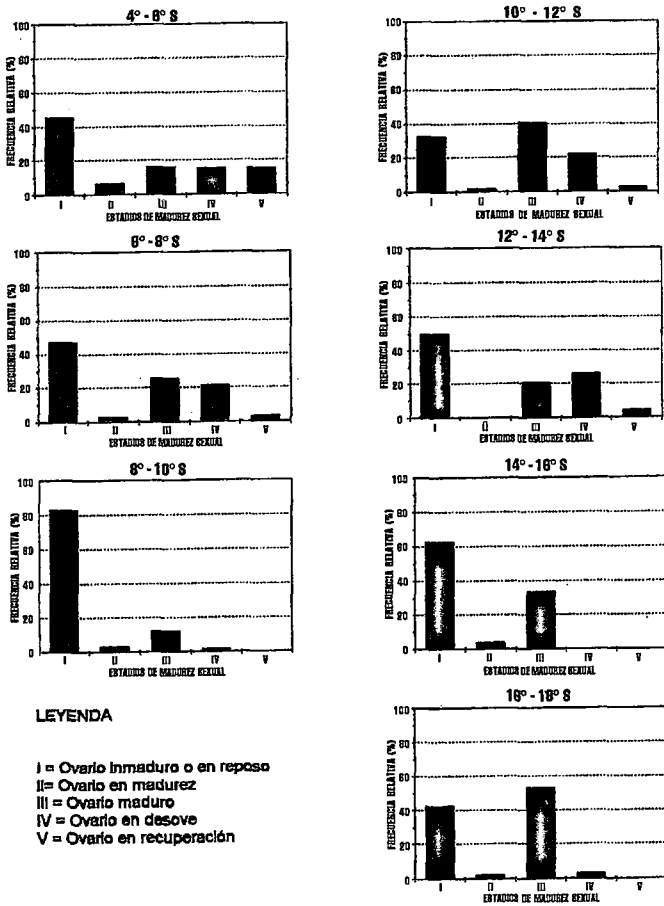 4° - 6° S
FRECUENCIA RELATIVA (%)
100
80
60
40
20
0
I II III IV V
ESTADIOS DE MADUREZ SEXUAL
6° - 8° S
FRECUENCIA RELATIVA (%)
100
80
60
40
20
0
I II III IV V
ESTADIOS DE MADUREZ SEXUAL
8° - 10° S
FRECUENCIA RELATIVA (%)
100
80
60
40
20
0
I II III IV V
ESTADIOS DE MADUREZ SEXUAL
LEYENDA
I = Ovario Inmaduro o en reposo
II= Ovario en madurez
III = Ovario maduro
IV = Ovario en desove
V = Ovario en recuperación
10° - 12° S
FRECUENCIA RELATIVA (%)
100
80
60
40
20
0
I II III IV V
ESTADIOS DE MADUREZ SEXUAL
12° - 14° S
FRECUENCIA RELATIVA (%)
100
80
60
40
20
0
I II III IV V
ESTADIOS DE MADUREZ SEXUAL
14° - 16° S
FRECUENCIA RELATIVA (%)
100
80
60
40
20
0
I II III IV V
ESTADIOS DE MADUREZ SEXUAL
16° - 18° S
FRECUENCIA RELATIVA (%)
100
80
60
40
20
0
I II III IV V
ESTADIOS DE MADUREZ SEXUAL